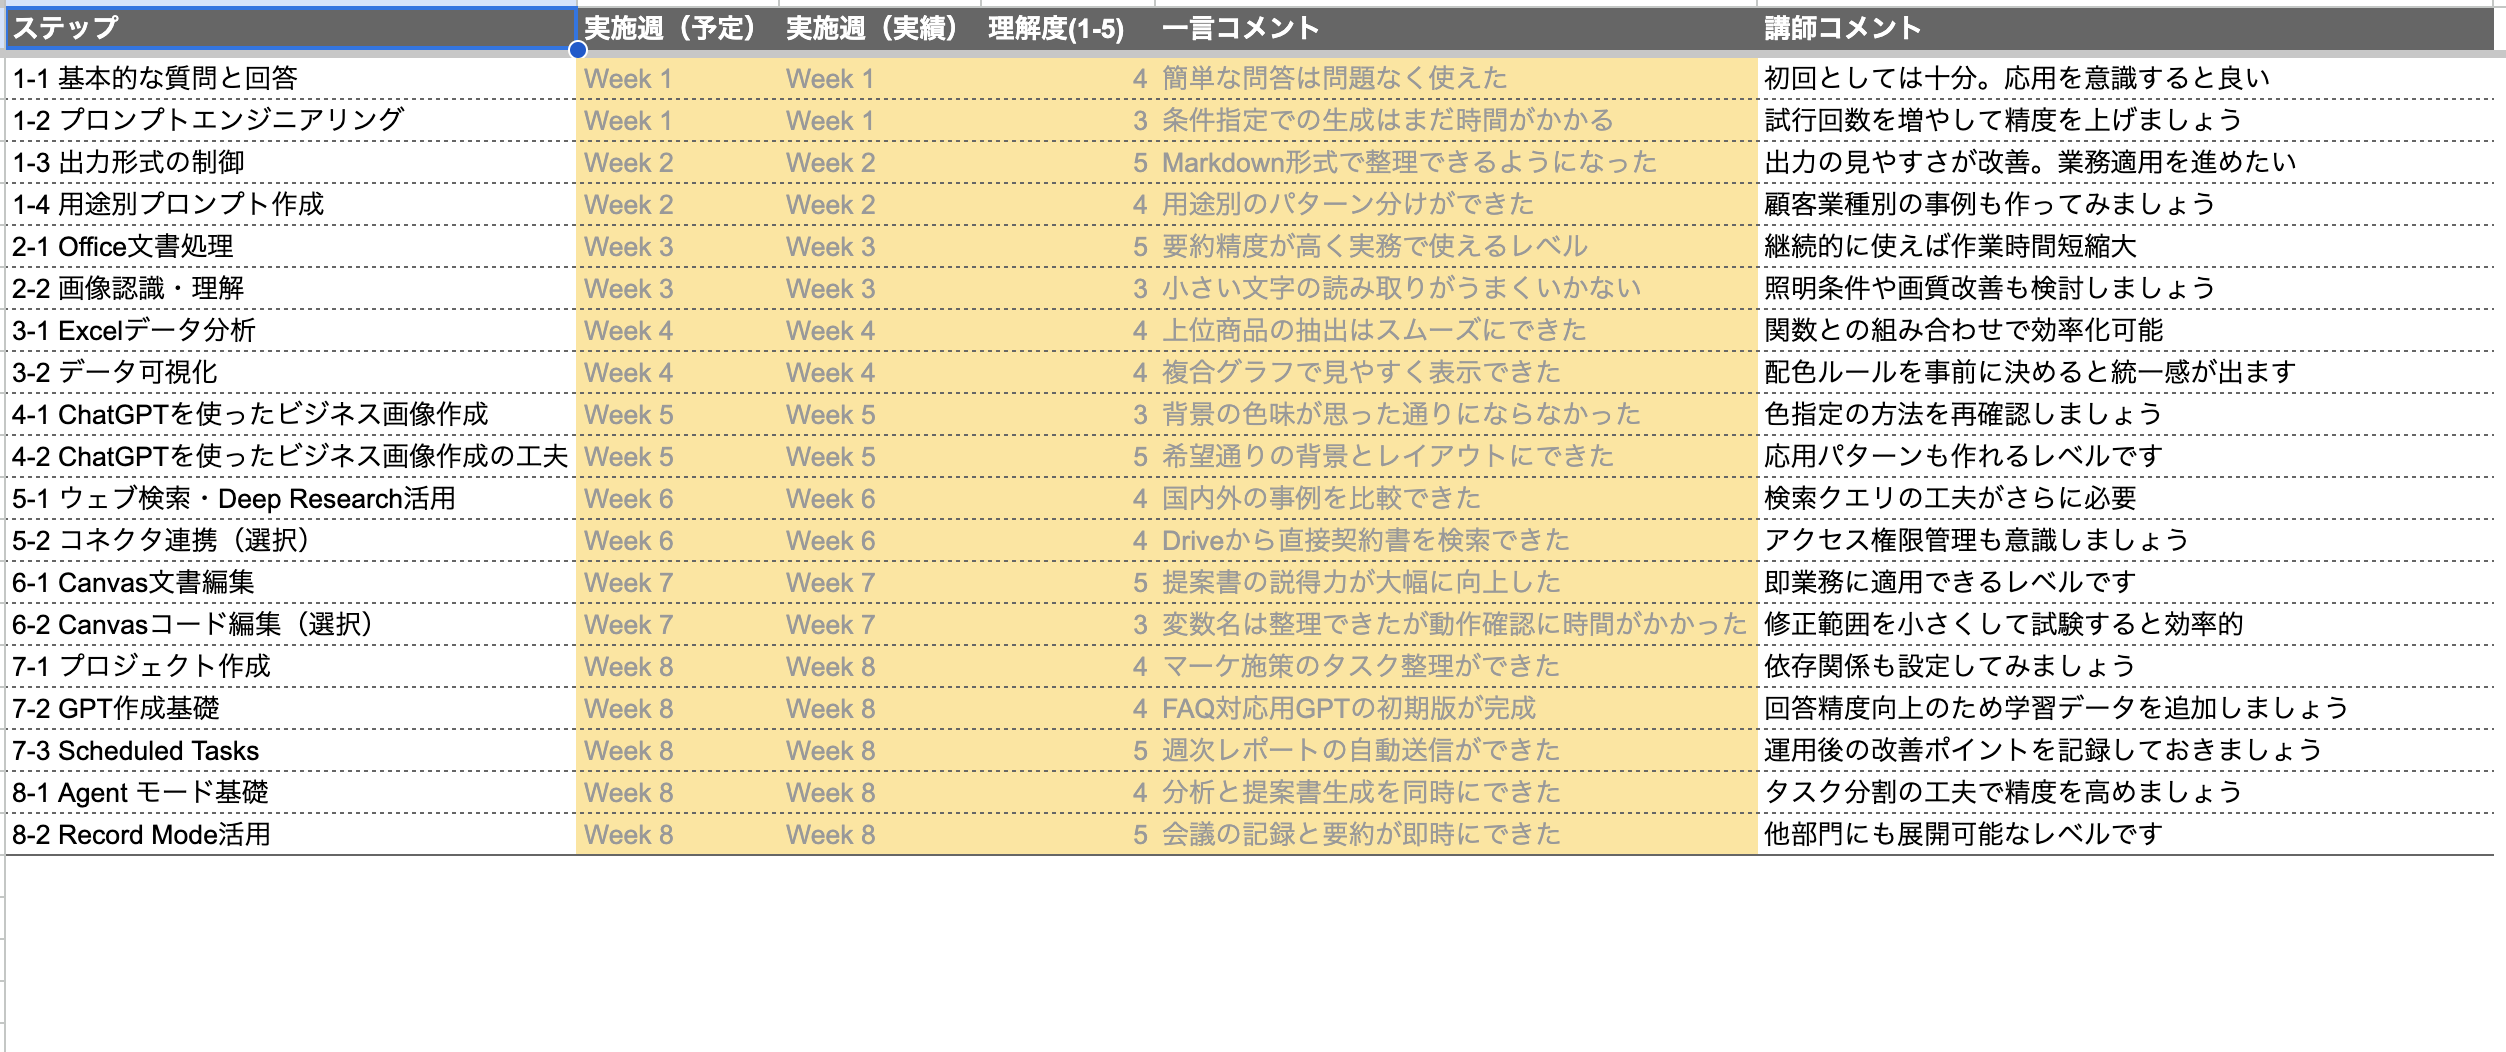 ステップ 実施週（予定） 実施週（実績） 理解度(1-5) 一言コメント 講師コメント
1-1 基本的な質問と回答 Week 1 Week 1 4 簡単な問答は問題なく使えた 初回としては十分。応用を意識すると良い
1-2 プロンプトエンジニアリング Week 1 Week 1 3 条件指定での生成はまだ時間がかかる 試行回数を増やして精度を上げましょう
1-3 出力形式の制御 Week 2 Week 2 5 Markdown形式で整理できるようになった 出力の見やすさが改善。業務適用を進めたい
1-4 用途別プロンプト作成 Week 2 Week 2 4 用途別のパターン分けができた 顧客業種別の事例も作ってみましょう
2-1 Office文書処理 Week 3 Week 3 5 要約精度が高く実務で使えるレベル 継続的に使えば作業時間短縮大
2-2 画像認識・理解 Week 3 Week 3 3 小さい文字の読み取りがうまくいかない 照明条件や画質改善も検討しましょう
3-1 Excelデータ分析 Week 4 Week 4 4 上位商品の抽出はスムーズにできた 関数との組み合わせで効率化可能
3-2 データ可視化 Week 4 Week 4 4 複合グラフで見やすく表示できた 配色ルールを事前に決めると統一感が出ます
4-1 ChatGPTを使ったビジネス画像作成 Week 5 Week 5 3 背景の色味が思った通りにならなかった 色指定の方法を再確認しましょう
4-2 ChatGPTを使ったビジネス画像作成の工夫 Week 5 Week 5 5 希望通りの背景とレイアウトにできた 応用パターンも作れるレベルです
5-1 ウェブ検索・Deep Research活用 Week 6 Week 6 4 国内外の事例を比較できた 検索クエリの工夫がさらに必要
5-2 コネクタ連携（選択） Week 6 Week 6 4 Driveから直接契約書を検索できた アクセス権限管理も意識しましょう
6-1 Canvas文書編集 Week 7 Week 7 5 提案書の説得力が大幅に向上した 即業務に適用できるレベルです
6-2 Canvasコード編集（選択） Week 7 Week 7 3 変数名は整理できたが動作確認に時間がかかった 修正範囲を小さくして試験すると効率的
7-1 プロジェクト作成 Week 8 Week 8 4 マーケ施策のタスク整理ができた 依存関係も設定してみましょう
7-2 GPT作成基礎 Week 8 Week 8 4 FAQ対応用GPTの初期版が完成 回答精度向上のため学習データを追加しましょう
7-3 Scheduled Tasks Week 8 Week 8 5 週次レポートの自動送信ができた 運用後の改善ポイントを記録しておきましょう
8-1 Agent モード基礎 Week 8 Week 8 4 分析と提案書生成を同時にできた タスク分割の工夫で精度を高めましょう
8-2 Record Mode活用 Week 8 Week 8 5 会議の記録と要約が即時にできた 他部門にも展開可能なレベルです